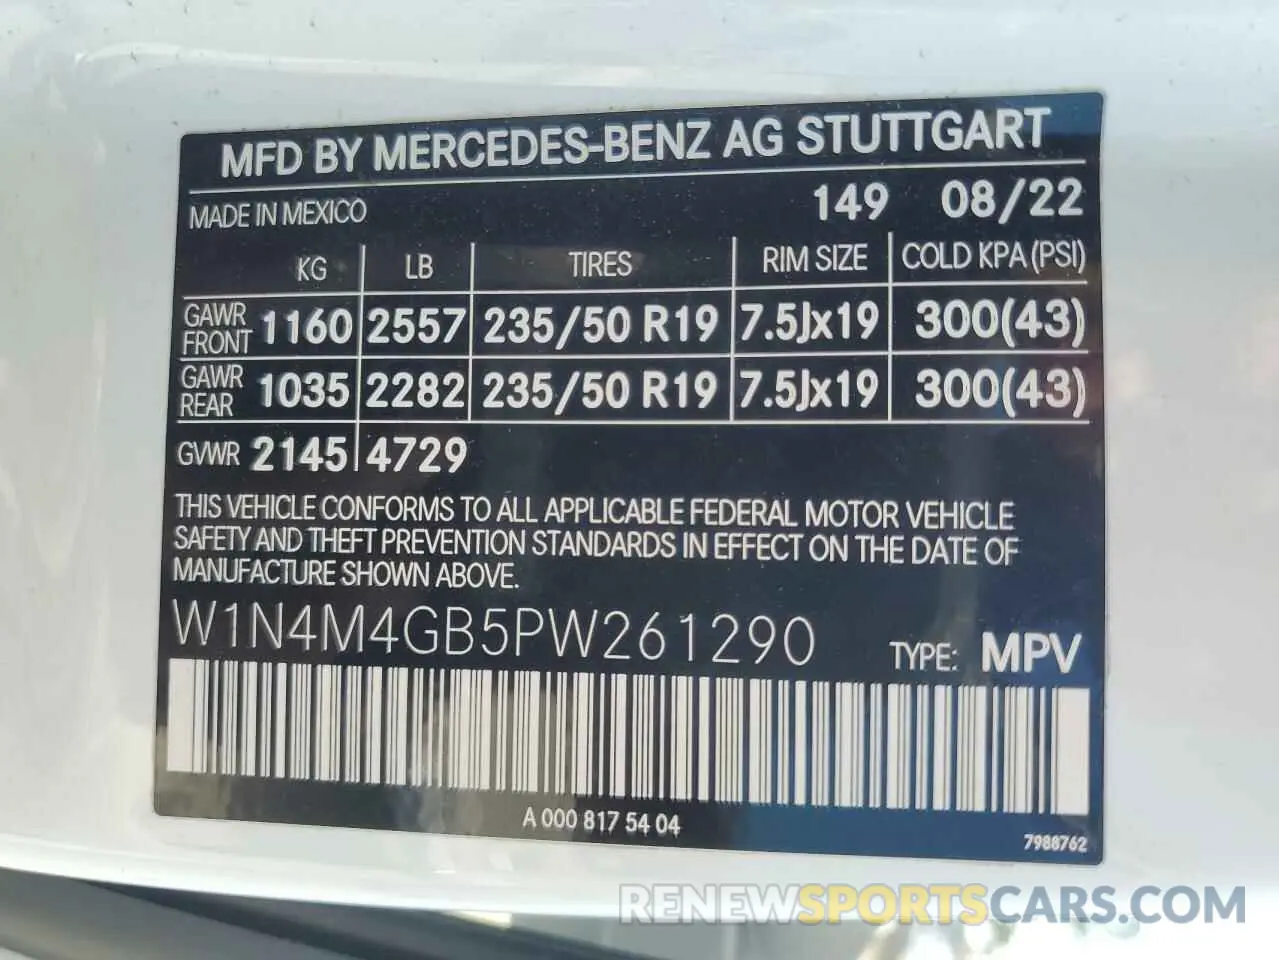 MFD BY MERCEDES-BENZ AG STUTTGART
MADE IN MEXICO 149 08/22
KG LB TIRES RIM SIZE COLD KPA (PSI)
GAWR FRONT 1160 2557 235/50 R19 7.5Jx19 300(43)
GAWR REAR 1035 2282 235/50 R19 7.5Jx19 300(43)
GVWR 2145 4729
THIS VEHICLE CONFORMS TO ALL APPLICABLE FEDERAL MOTOR VEHICLE
SAFETY AND THEFT PREVENTION STANDARDS IN EFFECT ON THE DATE OF
MANUFACTURE SHOWN ABOVE.
W1N4M4GB5PW261290 TYPE: MPV
A 000 817 54 04
7988762
RENEWSPORTSCARS.COM